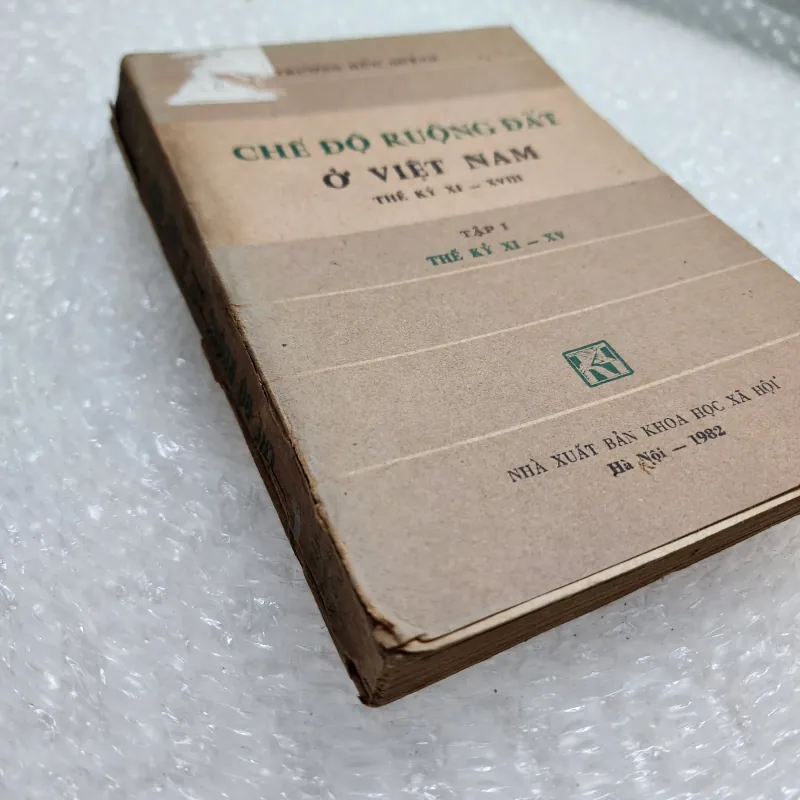 CHẾ ĐỘ RUỘNG ĐẤT
Ở VIỆT NAM
THẾ KỶ XI — XVIII
TẬP I
THẾ KỶ XI — XV
NHÀ XUẤT BẢN KHOA HỌC XÃ HỘI
Hà Nội — 1982